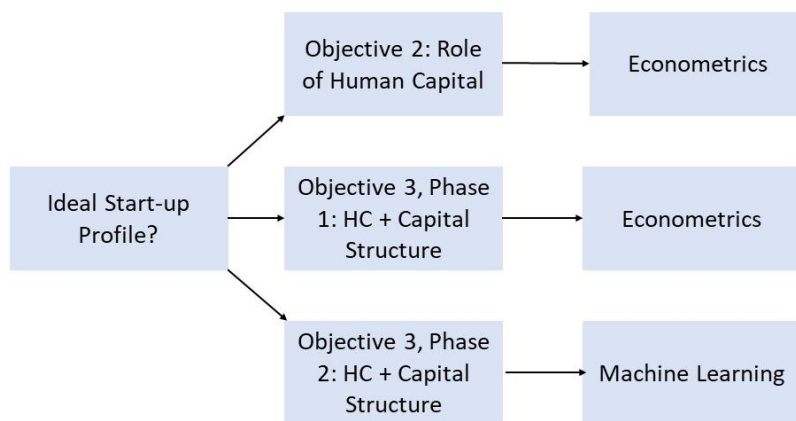 Objective 2: Role
of Human Capital
Econometrics
Ideal Start-up
Profile?
Objective 3, Phase
1: HC + Capital
Structure
Econometrics
Objective 3, Phase
2: HC + Capital
Structure
Machine Learning